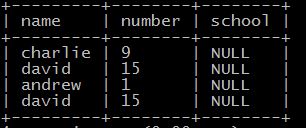 +---------+--------+--------+
| name    | number | school |
+---------+--------+--------+
| charlie | 9      | NULL   |
| david   | 15     | NULL   |
| andrew  | 1      | NULL   |
| david   | 15     | NULL   |
+---------+--------+--------+